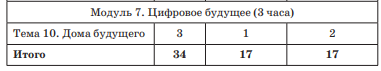 Модуль 7. Цифровое будущее (3 часа)
Тема 10. Дома будущего 3 1 2
Итого 34 17 17